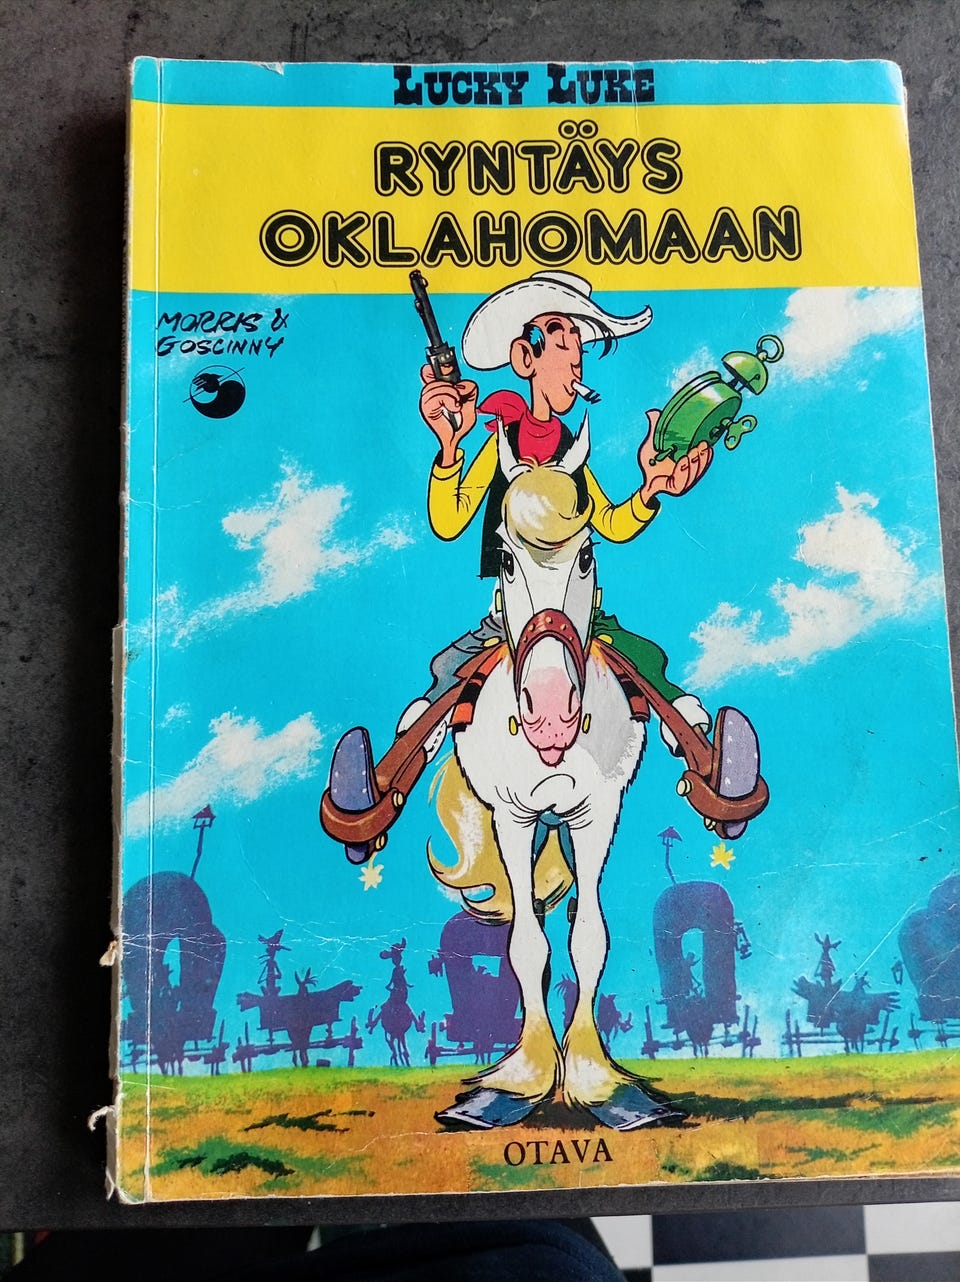 LUCKY LUKE
RYNTÄYS
OKLAHOMAAN
MORRIS &
GOSCINNY
OTAVA